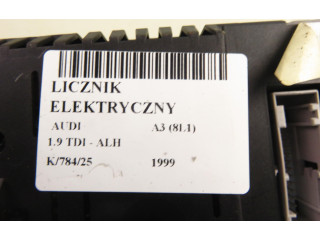 LICZNIK
ELEKTRYCZNY
AUDI A3 (8L1)
1.9 TDI - ALH
K/784/25 1999